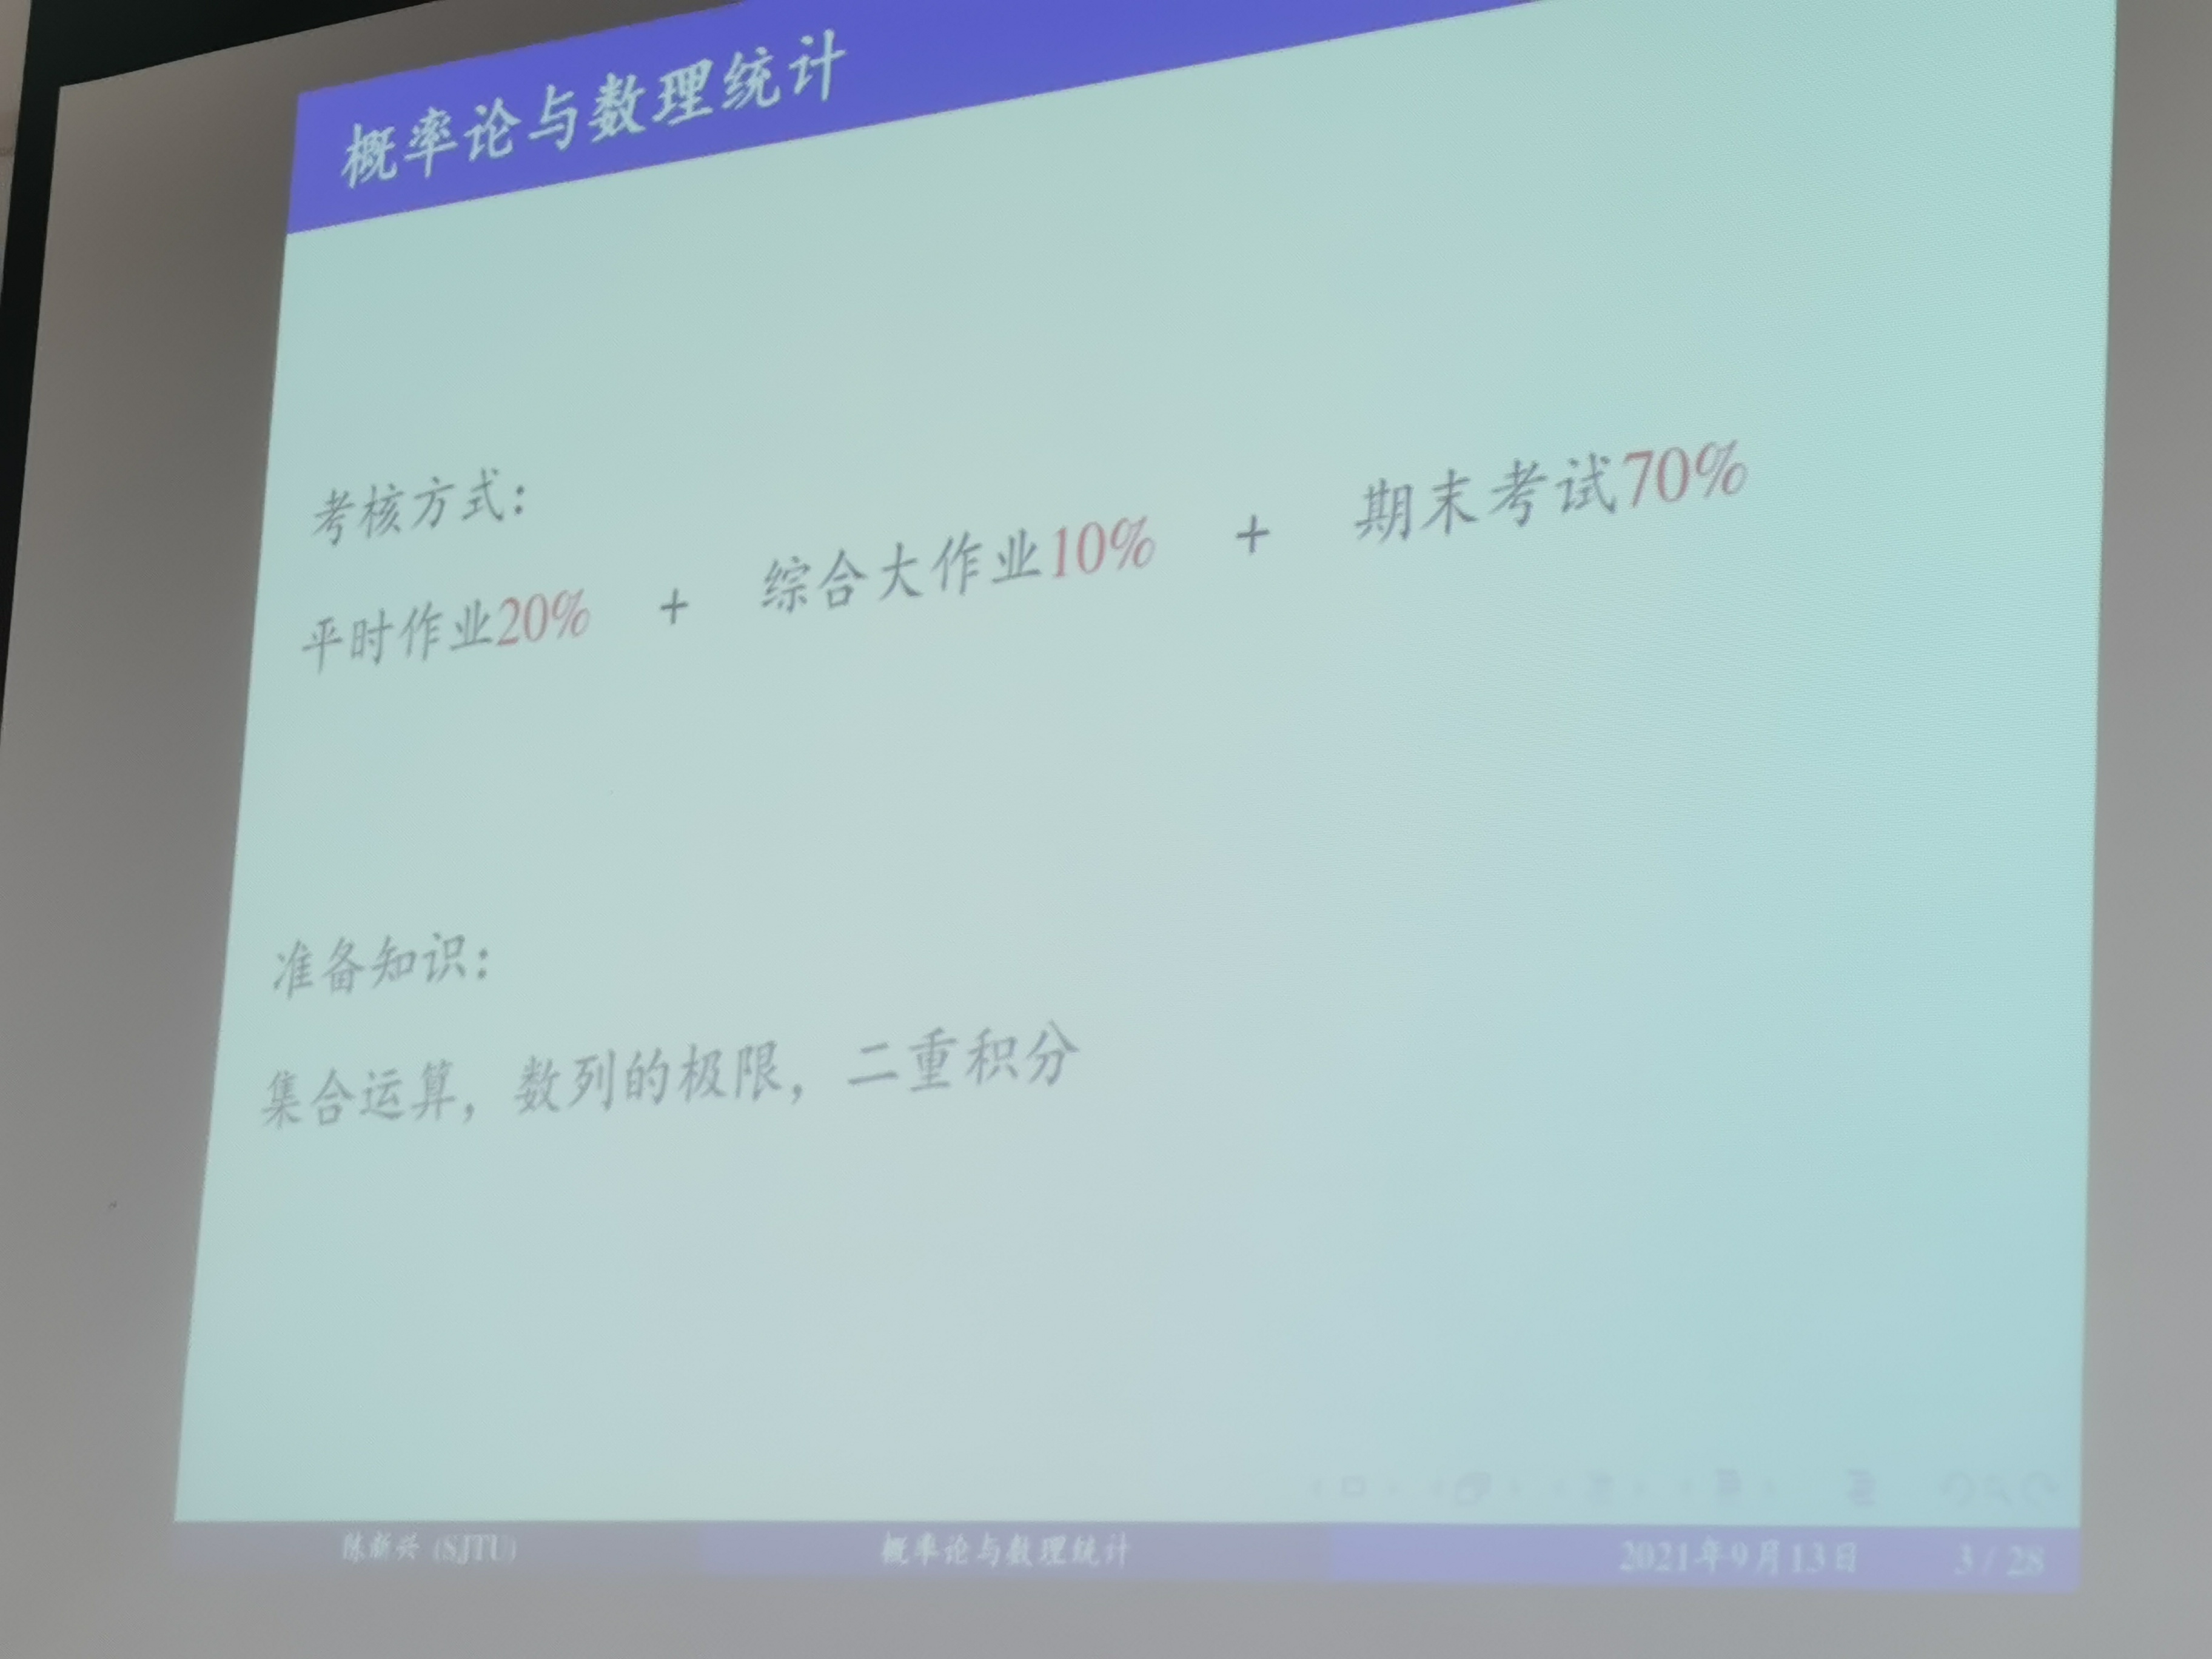 概率论与数理统计
考核方式：
平时作业20% + 综合大作业10% + 期末考试70%
准备知识：
集合运算，数列的极限，二重积分
陈新兴 (SJTU) 概率论与数理统计 2021年9月13日 3 / 28